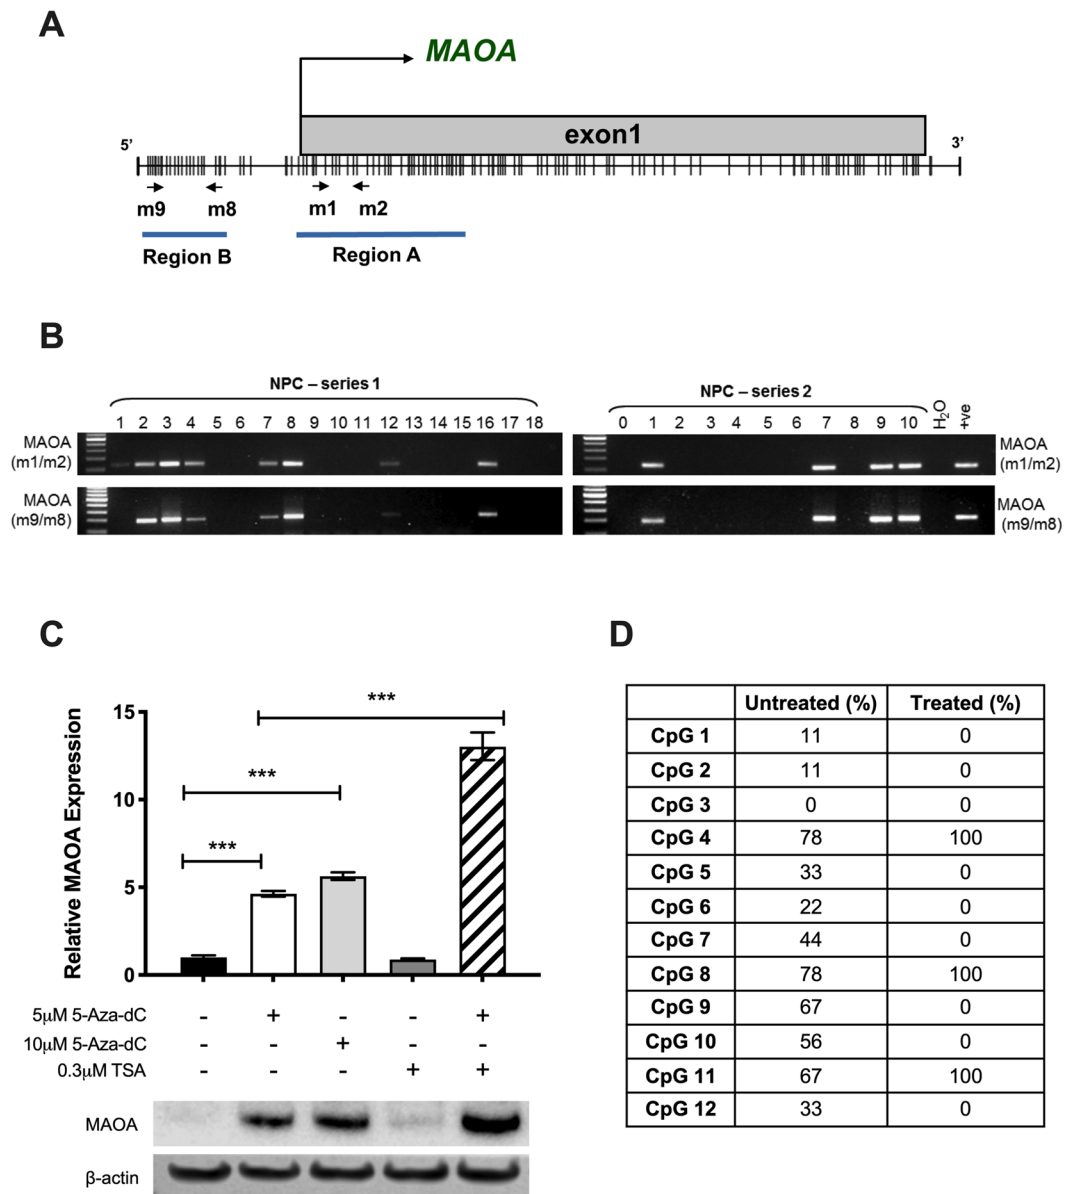 A
MAOA
exon1
5’
3’
m9
m8
m1
m2
Region B
Region A
B
NPC – series 1
1 2 3 4 5 6 7 8 9 10 11 12 13 14 15 16 17 18
MAOA
(m1/m2)
MAOA
(m9/m8)
NPC – series 2
0 1 2 3 4 5 6 7 8 9 10 H₂O +ve
MAOA
(m1/m2)
MAOA
(m9/m8)
C
Relative MAOA Expression
15
10
5
0
***
***
***
5μM 5-Aza-dC - + - - +
10μM 5-Aza-dC - - + - -
0.3μM TSA - - - + +
MAOA
β-actin
D
Untreated (%) Treated (%)
CpG 1 11 0
CpG 2 11 0
CpG 3 0 0
CpG 4 78 100
CpG 5 33 0
CpG 6 22 0
CpG 7 44 0
CpG 8 78 100
CpG 9 67 0
CpG 10 56 0
CpG 11 67 100
CpG 12 33 0